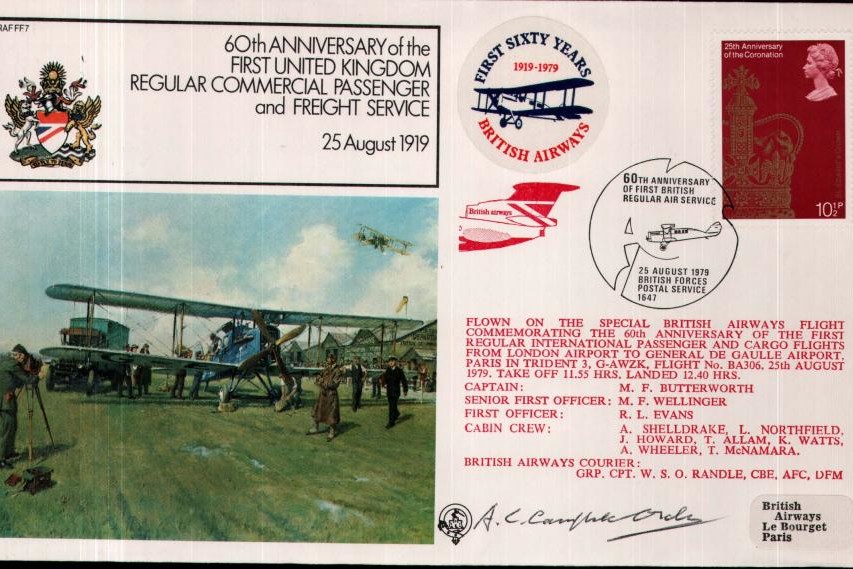 RAF FF7
60th ANNIVERSARY of the
FIRST UNITED KINGDOM
REGULAR COMMERCIAL PASSENGER
and FREIGHT SERVICE
25 August 1919
FIRST SIXTY YEARS
1919-1979
BRITISH AIRWAYS
25th Anniversary
of the Coronation
10½P
British airways
60TH ANNIVERSARY
OF FIRST BRITISH
REGULAR AIR SERVICE
25 AUGUST 1979
BRITISH FORCES
POSTAL SERVICE
1647
FLOWN ON THE SPECIAL BRITISH AIRWAYS FLIGHT
COMMEMORATING THE 60th ANNIVERSARY OF THE FIRST
REGULAR INTERNATIONAL PASSENGER AND CARGO FLIGHTS
FROM LONDON AIRPORT TO GENERAL DE GAULLE AIRPORT,
PARIS IN TRIDENT 3, G-AWZK, FLIGHT No. BA306. 25th AUGUST
1979. TAKE OFF 11.55 HRS. LANDED 12.40 HRS.
CAPTAIN: M. F. BUTTERWORTH
SENIOR FIRST OFFICER: M. F. WELLINGER
FIRST OFFICER: R. L. EVANS
CABIN CREW: A. SHELLDRAKE, L. NORTHFIELD,
J. HOWARD, T. ALLAM, K. WATTS,
A. WHEELER, T. McNAMARA.
BRITISH AIRWAYS COURIER:
GRP. CPT. W. S. O. RANDLE, CBE, AFC, DFM
A. C. Campbell Orde
British
Airways
Le Bourget
Paris